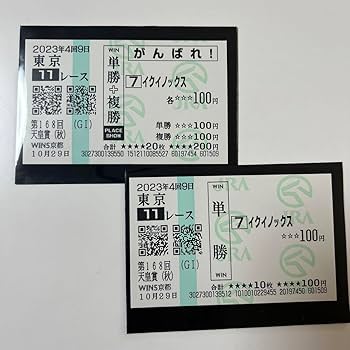 2023年4回9日
東京
11レース
第168回 (GI)
天皇賞(秋)
WINS京都
10月29日
WIN
単勝+複勝
PLACE SHOW
がんばれ!
7 イクイノックス
各☆☆☆100円
単勝 ☆☆☆100円
複勝 ☆☆☆100円
合計 ★★★★20枚 ★★★★200円
2023年4回9日
東京
11レース
第168回 (GI)
天皇賞(秋)
WINS京都
10月29日
WIN
単勝
WIN
7 イクイノックス
☆☆☆100円
JRA
合計 ★★★★10枚 ★★★★100円